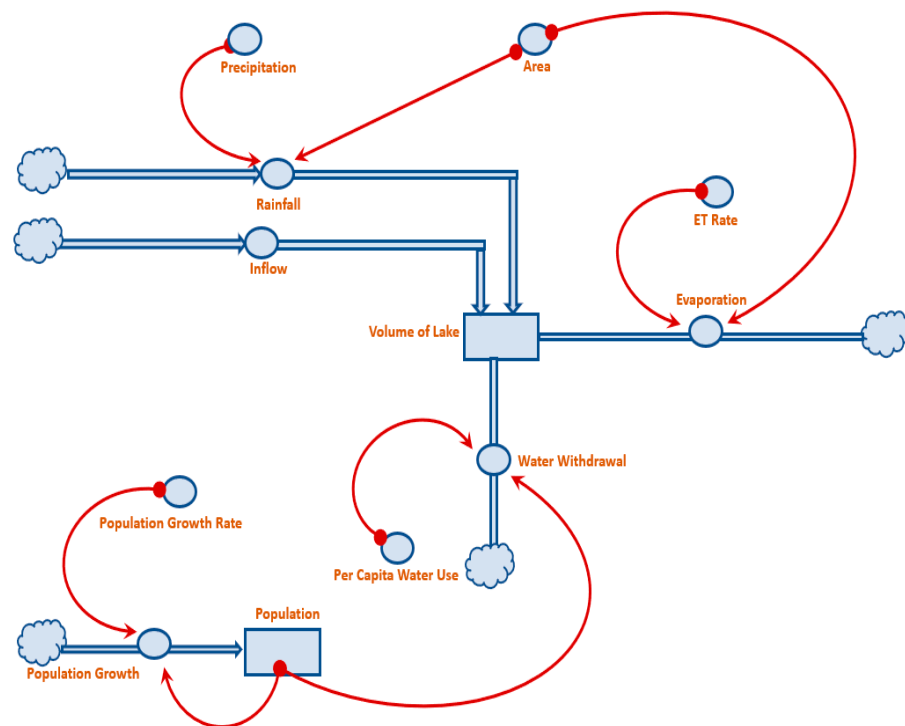 Precipitation
Area
Rainfall
ET Rate
Inflow
Evaporation
Volume of Lake
Water Withdrawal
Population Growth Rate
Per Capita Water Use
Population
Population Growth